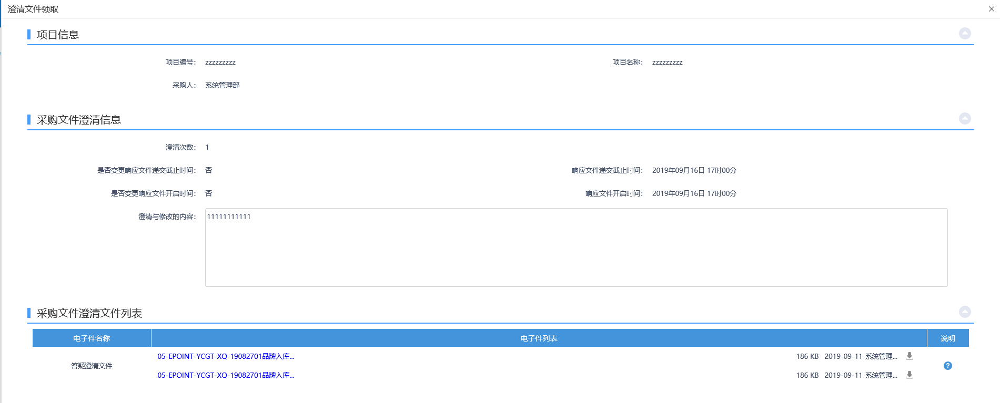 澄清文件领取
项目信息
项目编号： zzzzzzzzz 项目名称： zzzzzzzzz
采购人： 系统管理部
采购文件澄清信息
澄清次数： 1
是否变更响应文件递交截止时间： 否 响应文件递交截止时间： 2019年09月16日 17时00分
是否变更响应文件开启时间： 否 响应文件开启时间： 2019年09月16日 17时00分
澄清与修改的内容： 11111111111
采购文件澄清文件列表
电子件名称 电子件列表 说明
答疑澄清文件
05-EPOINT-YCGT-XQ-19082701品牌入库... 186 KB 2019-09-11 系统管理...
05-EPOINT-YCGT-XQ-19082701品牌入库... 186 KB 2019-09-11 系统管理...